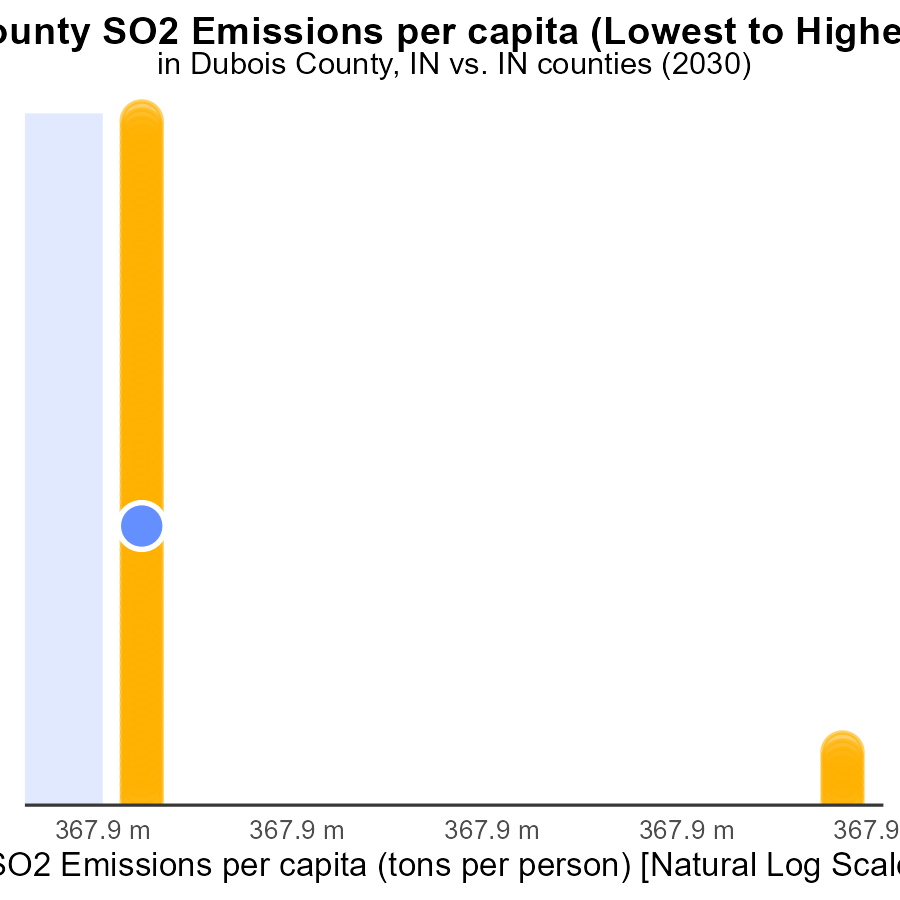 ounty SO2 Emissions per capita (Lowest to Highe
in Dubois County, IN vs. IN counties (2030)
367.9 m 367.9 m 367.9 m 367.9 m 367.9
SO2 Emissions per capita (tons per person) [Natural Log Scale